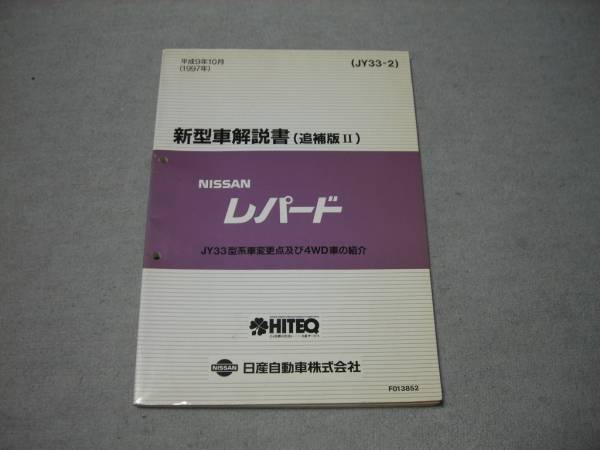 平成9年10月
(1997年)
(JY33-2)
新型車解説書(追補版II)
NISSAN
レパード
JY33型系車変更点及び4WD車の紹介
HITEQ
NISSAN
日産自動車株式会社
F013852